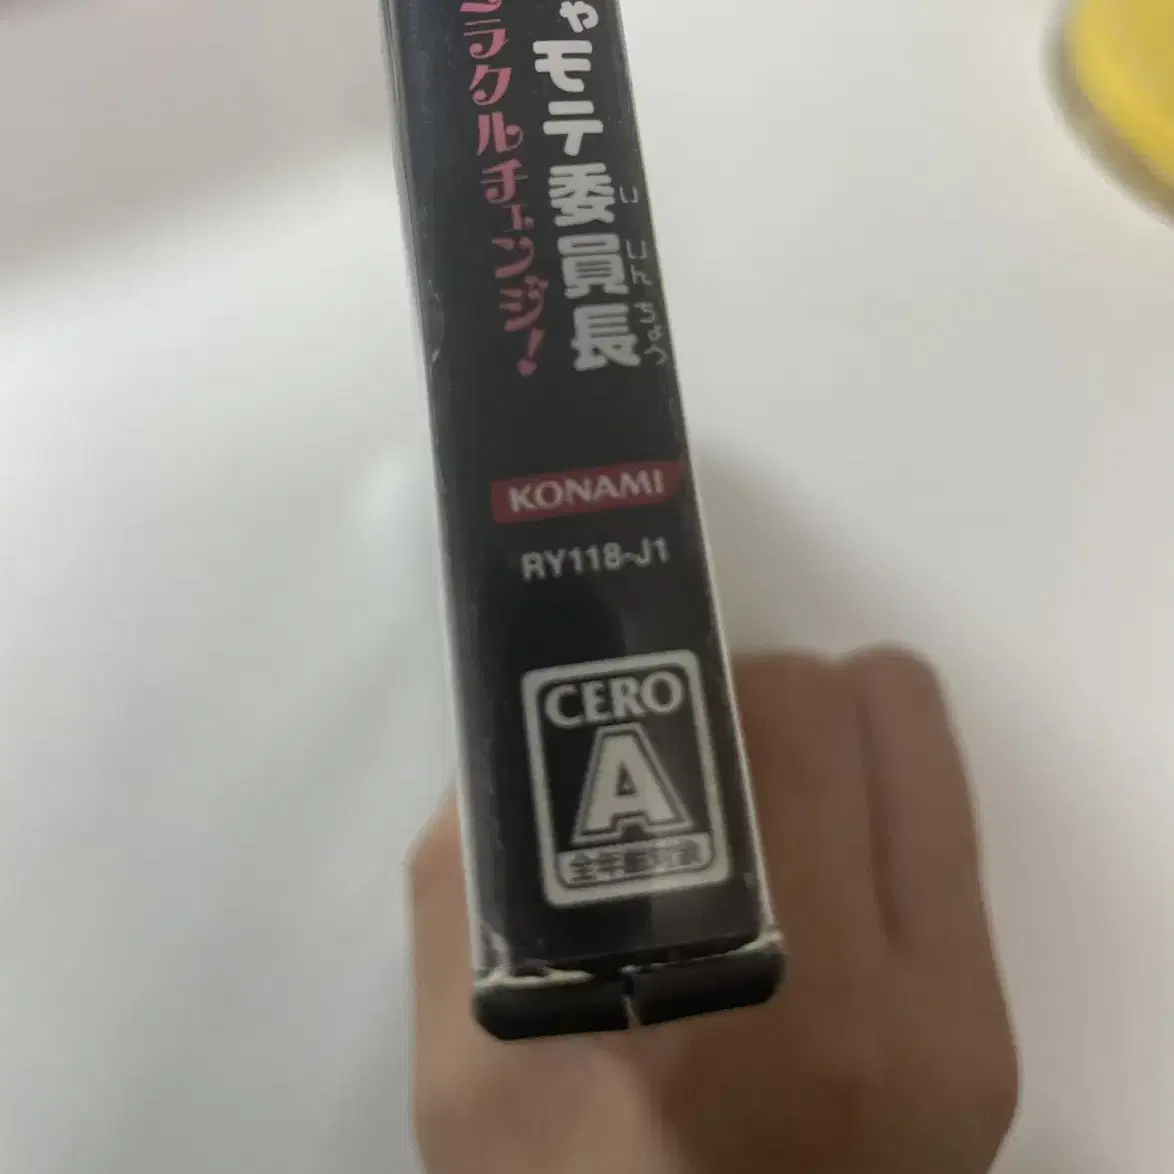 ゃモテ委員長
いいんちょう
ラクルチェンジ!
KONAMI
RY118-J1
CERO
A
全年齢対象